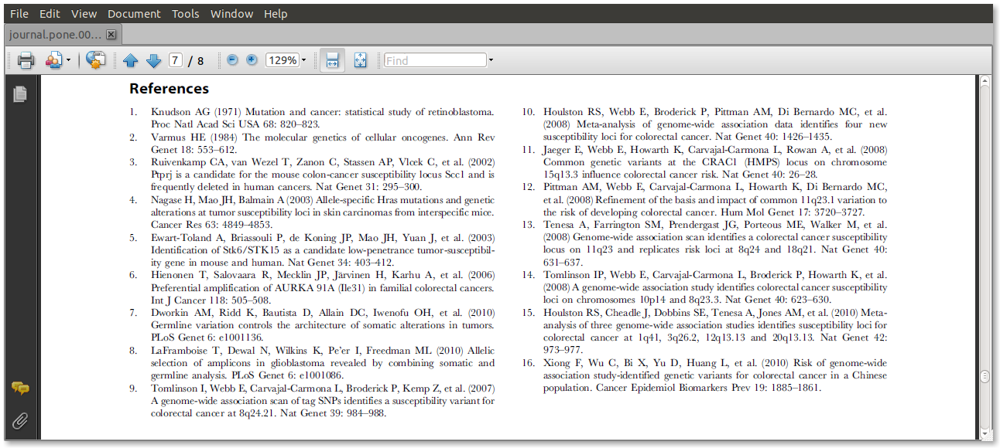 File Edit View Document Tools Window Help
journal.pone.00...
7 / 8 129% Find
References
1. Knudson AG (1971) Mutation and cancer: statistical study of retinoblastoma.
Proc Natl Acad Sci USA 68: 820–823.
2. Varmus HE (1984) The molecular genetics of cellular oncogenes. Ann Rev
Genet 18: 553–612.
3. Ruivenkamp CA, van Wezel T, Zanon C, Stassen AP, Vlcek C, et al. (2002)
Ptprj is a candidate for the mouse colon-cancer susceptibility locus Scc1 and is
frequently deleted in human cancers. Nat Genet 31: 295–300.
4. Nagase H, Mao JH, Balmain A (2003) Allele-specific Hras mutations and genetic
alterations at tumor susceptibility loci in skin carcinomas from interspecific mice.
Cancer Res 63: 4849–4853.
5. Ewart-Toland A, Briassouli P, de Koning JP, Mao JH, Yuan J, et al. (2003)
Identification of Stk6/STK15 as a candidate low-penetrance tumor-susceptibil-
ity gene in mouse and human. Nat Genet 34: 403–412.
6. Hienonen T, Salovaara R, Mecklin JP, Järvinen H, Karhu A, et al. (2006)
Preferential amplification of AURKA 91A (Ile31) in familial colorectal cancers.
Int J Cancer 118: 505–508.
7. Dworkin AM, Ridd K, Bautista D, Allain DC, Iwenofu OH, et al. (2010)
Germline variation controls the architecture of somatic alterations in tumors.
PLoS Genet 6: e1001136.
8. LaFramboise T, Dewal N, Wilkins K, Pe'er I, Freedman ML (2010) Allelic
selection of amplicons in glioblastoma revealed by combining somatic and
germline analysis. PLoS Genet 6: e1001086.
9. Tomlinson I, Webb E, Carvajal-Carmona L, Broderick P, Kemp Z, et al. (2007)
A genome-wide association scan of tag SNPs identifies a susceptibility variant for
colorectal cancer at 8q24.21. Nat Genet 39: 984–988.
10. Houlston RS, Webb E, Broderick P, Pittman AM, Di Bernardo MC, et al.
(2008) Meta-analysis of genome-wide association data identifies four new
susceptibility loci for colorectal cancer. Nat Genet 40: 1426–1435.
11. Jaeger E, Webb E, Howarth K, Carvajal-Carmona L, Rowan A, et al. (2008)
Common genetic variants at the CRAC1 (HMPS) locus on chromosome
15q13.3 influence colorectal cancer risk. Nat Genet 40: 26–28.
12. Pittman AM, Webb E, Carvajal-Carmona L, Howarth K, Di Bernardo MC,
et al. (2008) Refinement of the basis and impact of common 11q23.1 variation to
the risk of developing colorectal cancer. Hum Mol Genet 17: 3720–3727.
13. Tenesa A, Farrington SM, Prendergast JG, Porteous ME, Walker M, et al.
(2008) Genome-wide association scan identifies a colorectal cancer susceptibility
locus on 11q23 and replicates risk loci at 8q24 and 18q21. Nat Genet 40:
631–637.
14. Tomlinson IP, Webb E, Carvajal-Carmona L, Broderick P, Howarth K, et al.
(2008) A genome-wide association study identifies colorectal cancer susceptibility
loci on chromosomes 10p14 and 8q23.3. Nat Genet 40: 623–630.
15. Houlston RS, Cheadle J, Dobbins SE, Tenesa A, Jones AM, et al. (2010) Meta-
analysis of three genome-wide association studies identifies susceptibility loci for
colorectal cancer at 1q41, 3q26.2, 12q13.13 and 20q13.13. Nat Genet 42:
973–977.
16. Xiong F, Wu C, Bi X, Yu D, Huang L, et al. (2010) Risk of genome-wide
association study-identified genetic variants for colorectal cancer in a Chinese
population. Cancer Epidemiol Biomarkers Prev 19: 1885–1861.